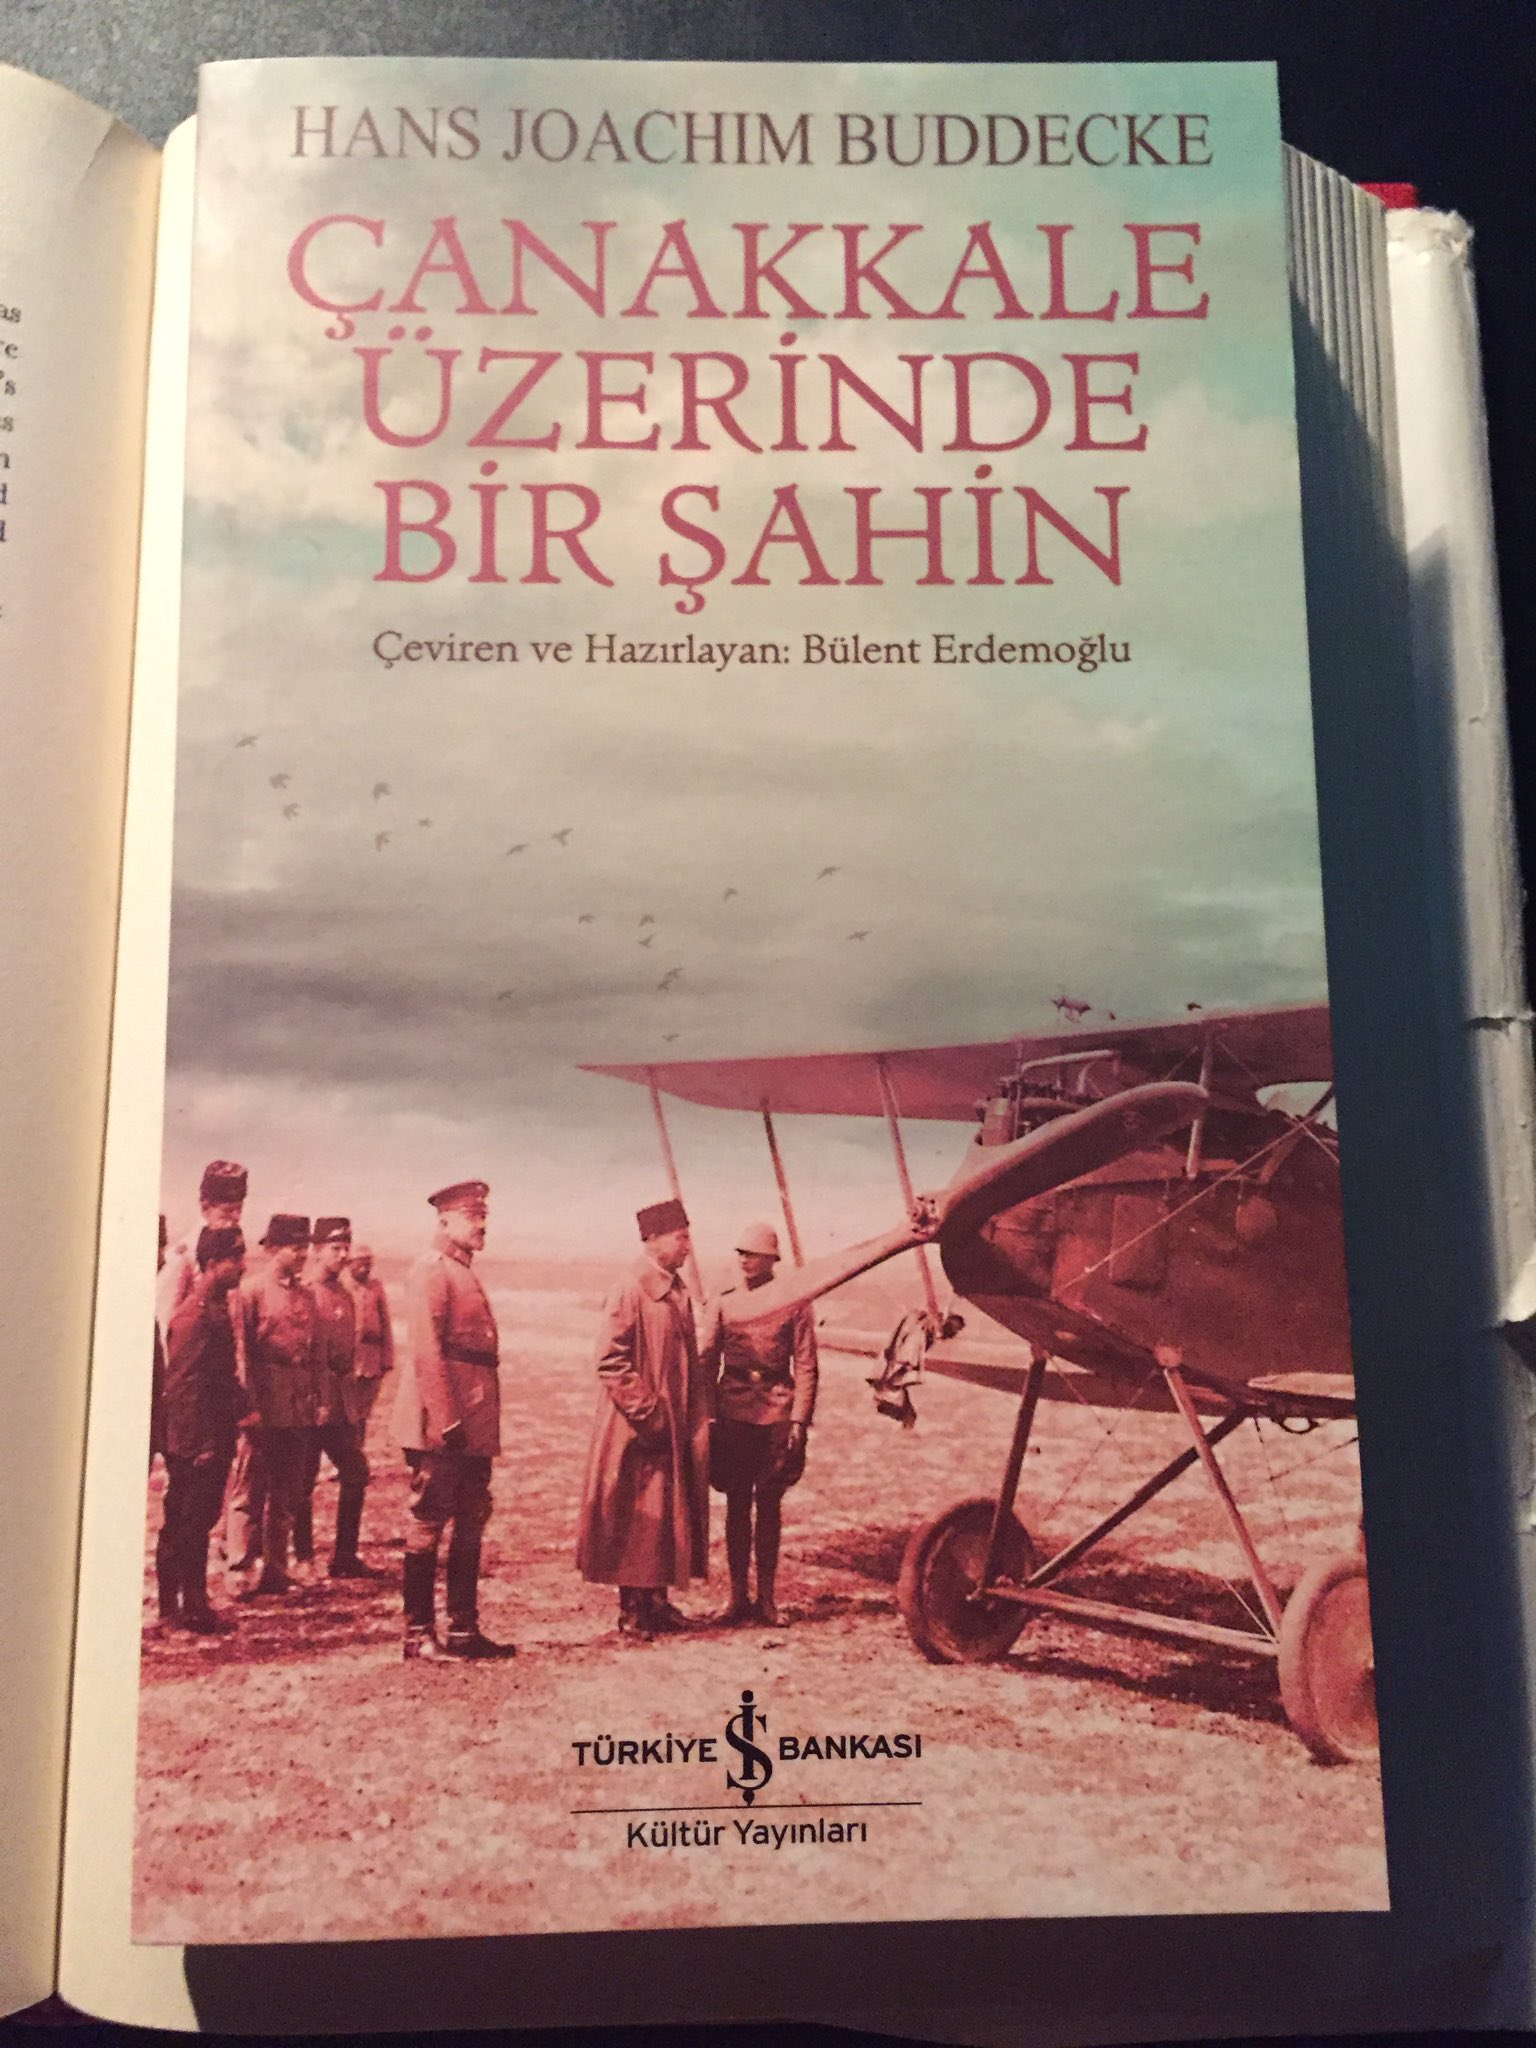 HANS JOACHIM BUDDECKE
ÇANAKKALE
ÜZERİNDE
BİR ŞAHİN
Çeviren ve Hazırlayan: Bülent Erdemoğlu
TÜRKİYE İŞ BANKASI
Kültür Yayınları